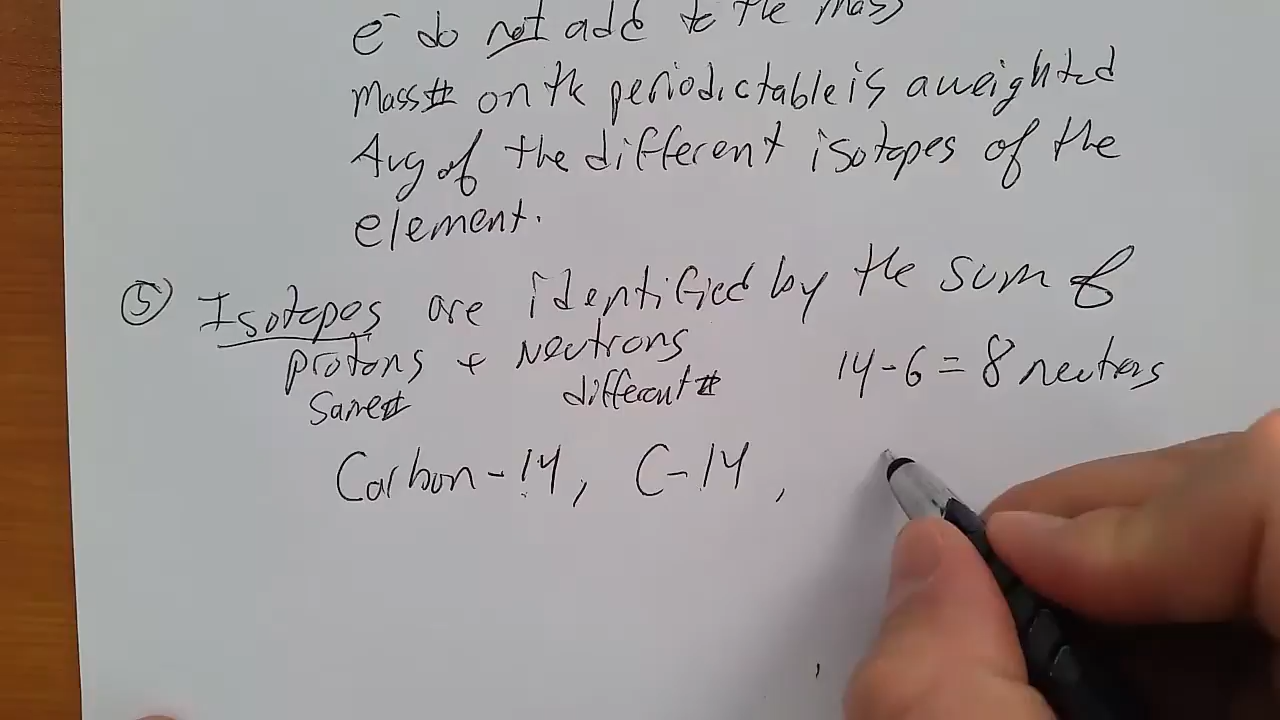 e⁻ do not add to the mass
Mass# on the periodic table is a weighted
Avg of the different isotopes of the
element.
⑤ Isotopes are identified by the sum of
protons + Neutrons 14-6=8 neutrons
same# different #
Carbon-14, C-14,